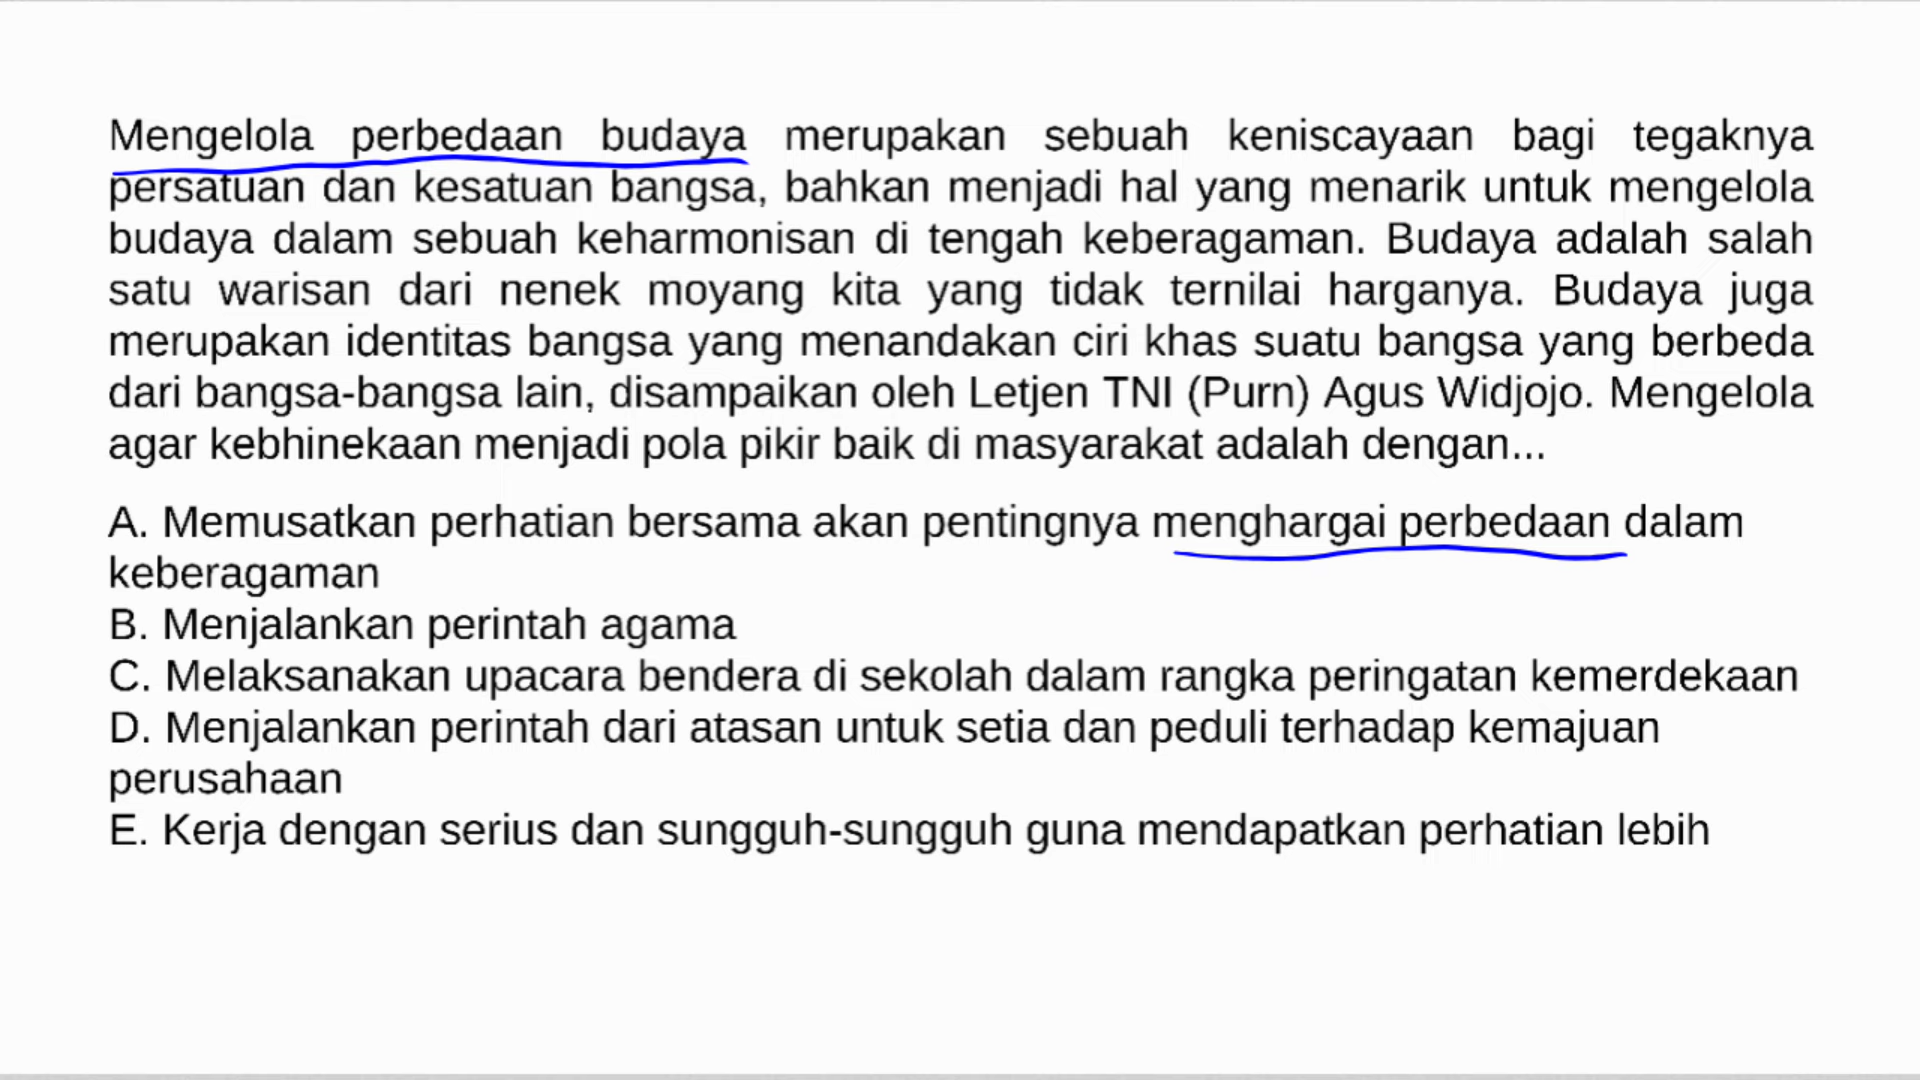 Mengelola perbedaan budaya merupakan sebuah keniscayaan bagi tegaknya
persatuan dan kesatuan bangsa, bahkan menjadi hal yang menarik untuk mengelola
budaya dalam sebuah keharmonisan di tengah keberagaman. Budaya adalah salah
satu warisan dari nenek moyang kita yang tidak ternilai harganya. Budaya juga
merupakan identitas bangsa yang menandakan ciri khas suatu bangsa yang berbeda
dari bangsa-bangsa lain, disampaikan oleh Letjen TNI (Purn) Agus Widjojo. Mengelola
agar kebhinekaan menjadi pola pikir baik di masyarakat adalah dengan...
A. Memusatkan perhatian bersama akan pentingnya menghargai perbedaan dalam
keberagaman
B. Menjalankan perintah agama
C. Melaksanakan upacara bendera di sekolah dalam rangka peringatan kemerdekaan
D. Menjalankan perintah dari atasan untuk setia dan peduli terhadap kemajuan
perusahaan
E. Kerja dengan serius dan sungguh-sungguh guna mendapatkan perhatian lebih